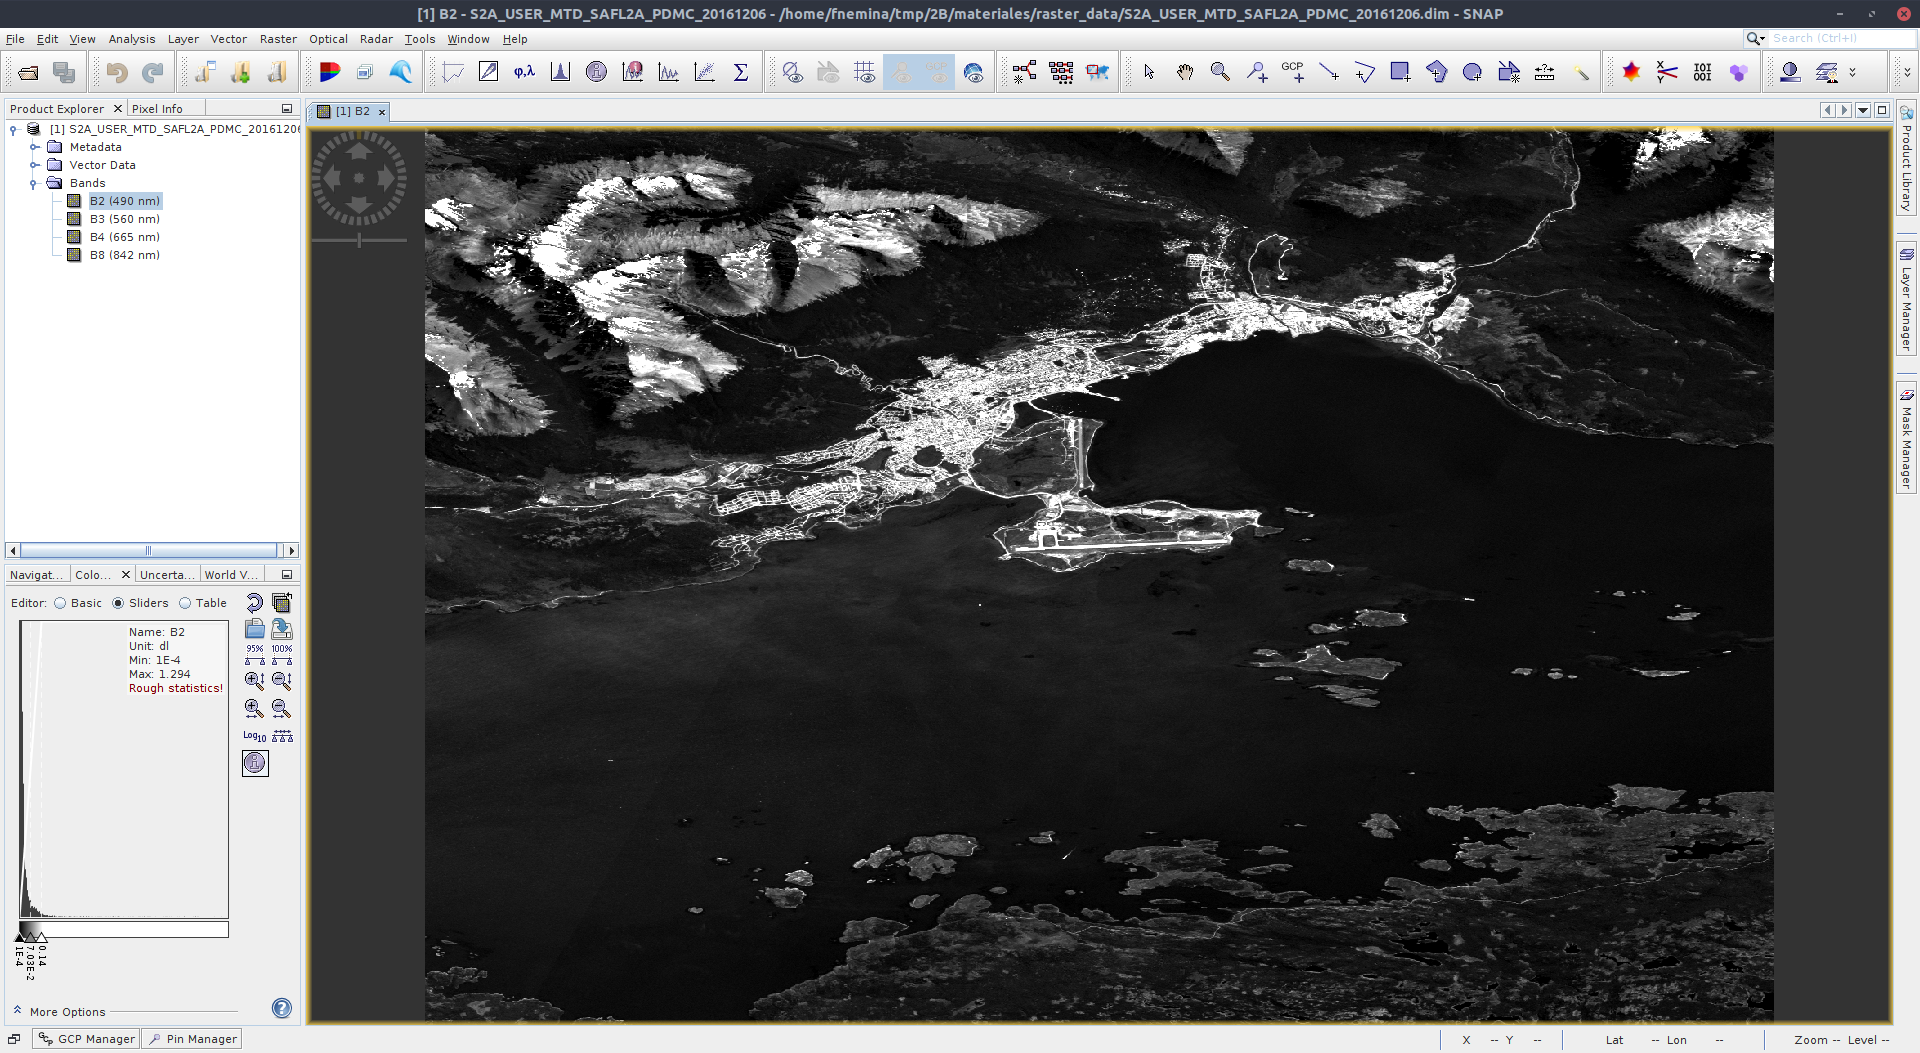 [1] B2 - S2A_USER_MTD_SAFL2A_PDMC_20161206 - /home/fnemina/tmp/2B/materiales/raster_data/S2A_USER_MTD_SAFL2A_PDMC_20161206.dim - SNAP
File Edit View Analysis Layer Vector Raster Optical Radar Tools Window Help
Search (Ctrl+I)
φ,λ
Σ
GCP
GCP
X
Y
IOI
OOI
Product Explorer
Pixel Info
[1] B2
[1] S2A_USER_MTD_SAFL2A_PDMC_20161206
Metadata
Vector Data
Bands
B2 (490 nm)
B3 (560 nm)
B4 (665 nm)
B8 (842 nm)
Product Library
Layer Manager
Mask Manager
Navigat...
Colo...
Uncerta...
World V...
Editor: Basic Sliders Table
Name: B2
Unit: dl
Min: 1E-4
Max: 1.294
Rough statistics!
95% 100%
Log10
1E-4
7.03E-2
0.14
More Options
GCP Manager
Pin Manager
X -- Y --
Lat -- Lon --
Zoom -- Level --